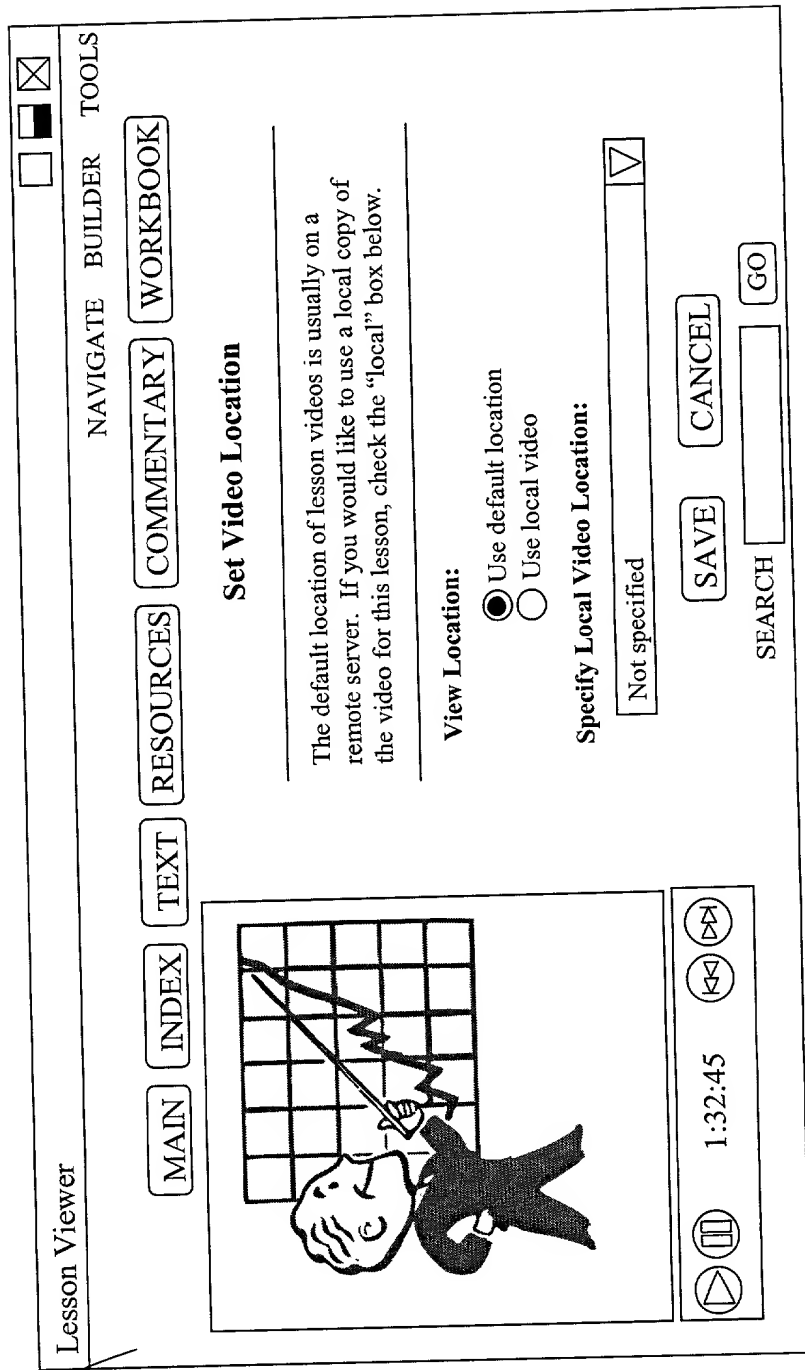 Lesson Viewer
NAVIGATE BUILDER TOOLS
MAIN INDEX TEXT RESOURCES COMMENTARY WORKBOOK
Set Video Location
The default location of lesson videos is usually on a
remote server. If you would like to use a local copy of
the video for this lesson, check the “local” box below.
View Location:
Use default location
Use local video
Specify Local Video Location:
Not specified
SAVE CANCEL
1:32:45
SEARCH GO